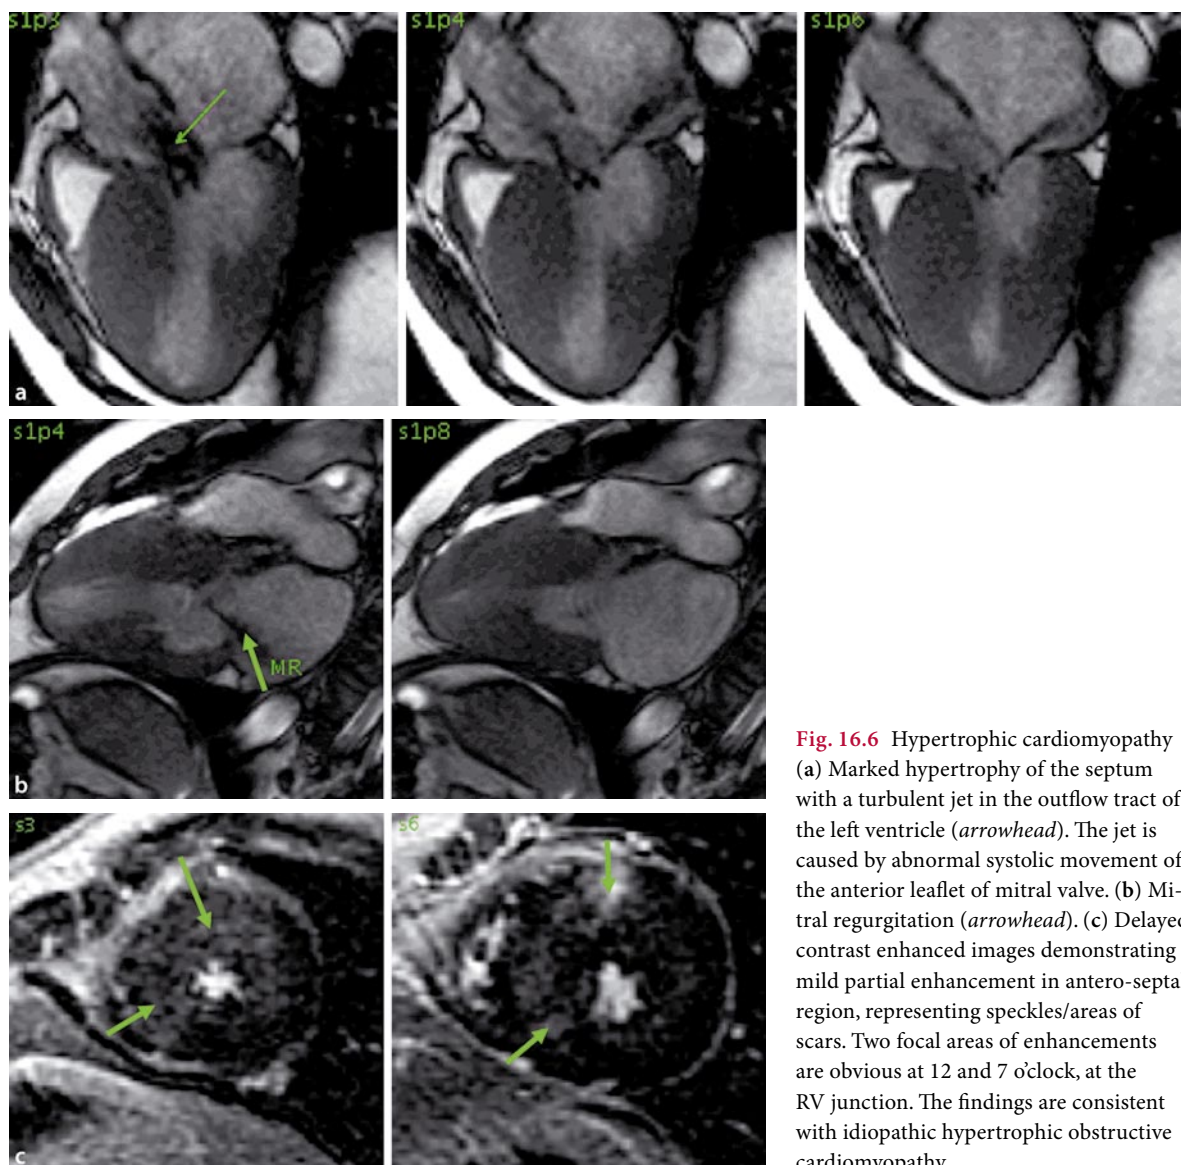 s1p3
s1p4
s1p6
a
s1p4
s1p8
MR
b
s3
s6
c
Fig. 16.6 Hypertrophic cardiomyopathy
(a) Marked hypertrophy of the septum
with a turbulent jet in the outflow tract of
the left ventricle (arrowhead). The jet is
caused by abnormal systolic movement of
the anterior leaflet of mitral valve. (b) Mi-
tral regurgitation (arrowhead). (c) Delayed
contrast enhanced images demonstrating
mild partial enhancement in antero-septa
region, representing speckles/areas of
scars. Two focal areas of enhancements
are obvious at 12 and 7 o’clock, at the
RV junction. The findings are consistent
with idiopathic hypertrophic obstructive
cardiomyopathy